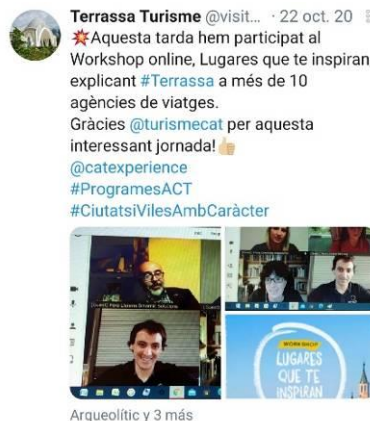 Terrassa Turisme @visit... · 22 oct. 20
💥Aquesta tarda hem participat al
Workshop online, Lugares que te inspiran
explicant #Terrassa a més de 10
agències de viatges.
Gràcies @turismecat per aquesta
interessant jornada!👍🏼
@catexperience
#ProgramesACT
#CiutatsiVilesAmbCaràcter
WORKSHOP
LUGARES
QUE TE
INSPIRAN
Arqueolític y 3 más